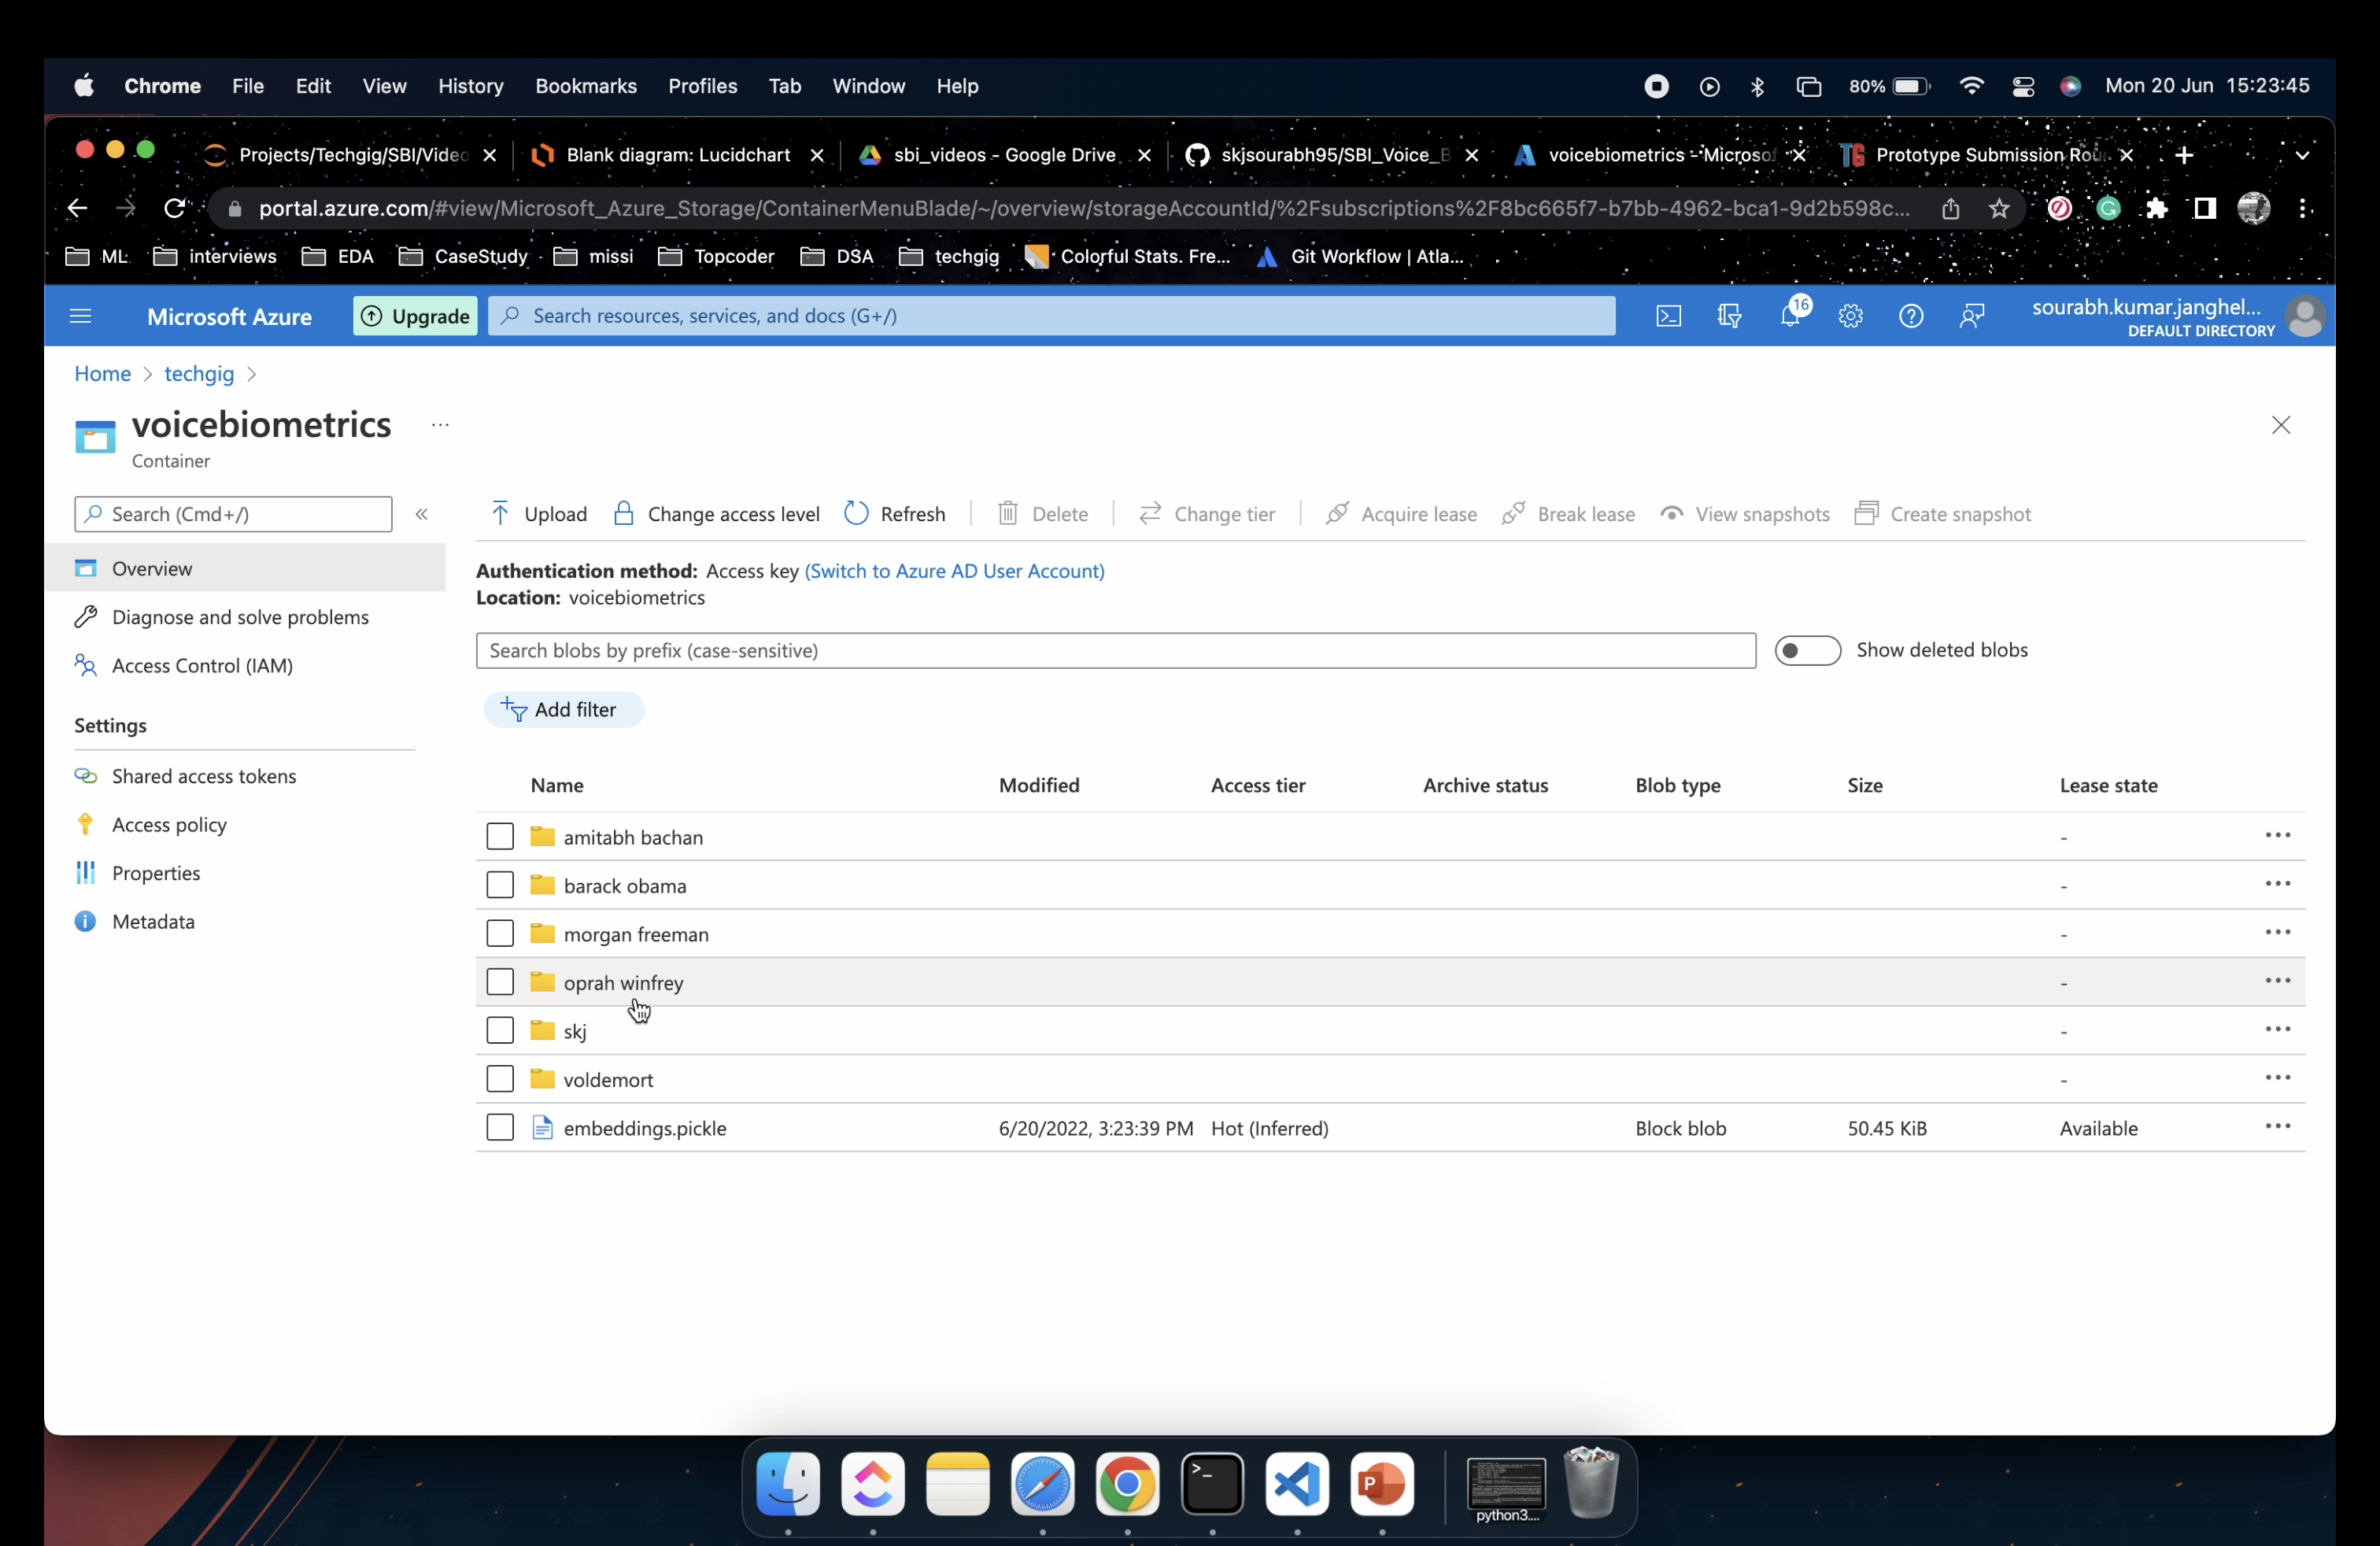 Chrome File Edit View History Bookmarks Profiles Tab Window Help 80% Mon 20 Jun 15:23:45
Projects/Techgig/SBI/Video Blank diagram: Lucidchart sbi_videos - Google Drive skjsourabh95/SBI_Voice_B voicebiometrics - Microsof TG Prototype Submission Rou
portal.azure.com/#view/Microsoft_Azure_Storage/ContainerMenuBlade/~/overview/storageAccountId/%2Fsubscriptions%2F8bc665f7-b7bb-4962-bca1-9d2b598c...
ML interviews EDA CaseStudy missi Topcoder DSA techgig Colorful Stats. Fre... Git Workflow | Atla...
Microsoft Azure Upgrade Search resources, services, and docs (G+/) 16 sourabh.kumar.janghel...
DEFAULT DIRECTORY
Home > techgig >
voicebiometrics ...
Container
Search (Cmd+/) «
Upload Change access level Refresh Delete Change tier Acquire lease Break lease View snapshots Create snapshot
Overview
Diagnose and solve problems
Access Control (IAM)
Settings
Shared access tokens
Access policy
Properties
Metadata
Authentication method: Access key (Switch to Azure AD User Account)
Location: voicebiometrics
Search blobs by prefix (case-sensitive) Show deleted blobs
Add filter
Name Modified Access tier Archive status Blob type Size Lease state
amitabh bachan - ...
barack obama - ...
morgan freeman - ...
oprah winfrey - ...
skj - ...
voldemort - ...
embeddings.pickle 6/20/2022, 3:23:39 PM Hot (Inferred) Block blob 50.45 KiB Available ...
P
python3....